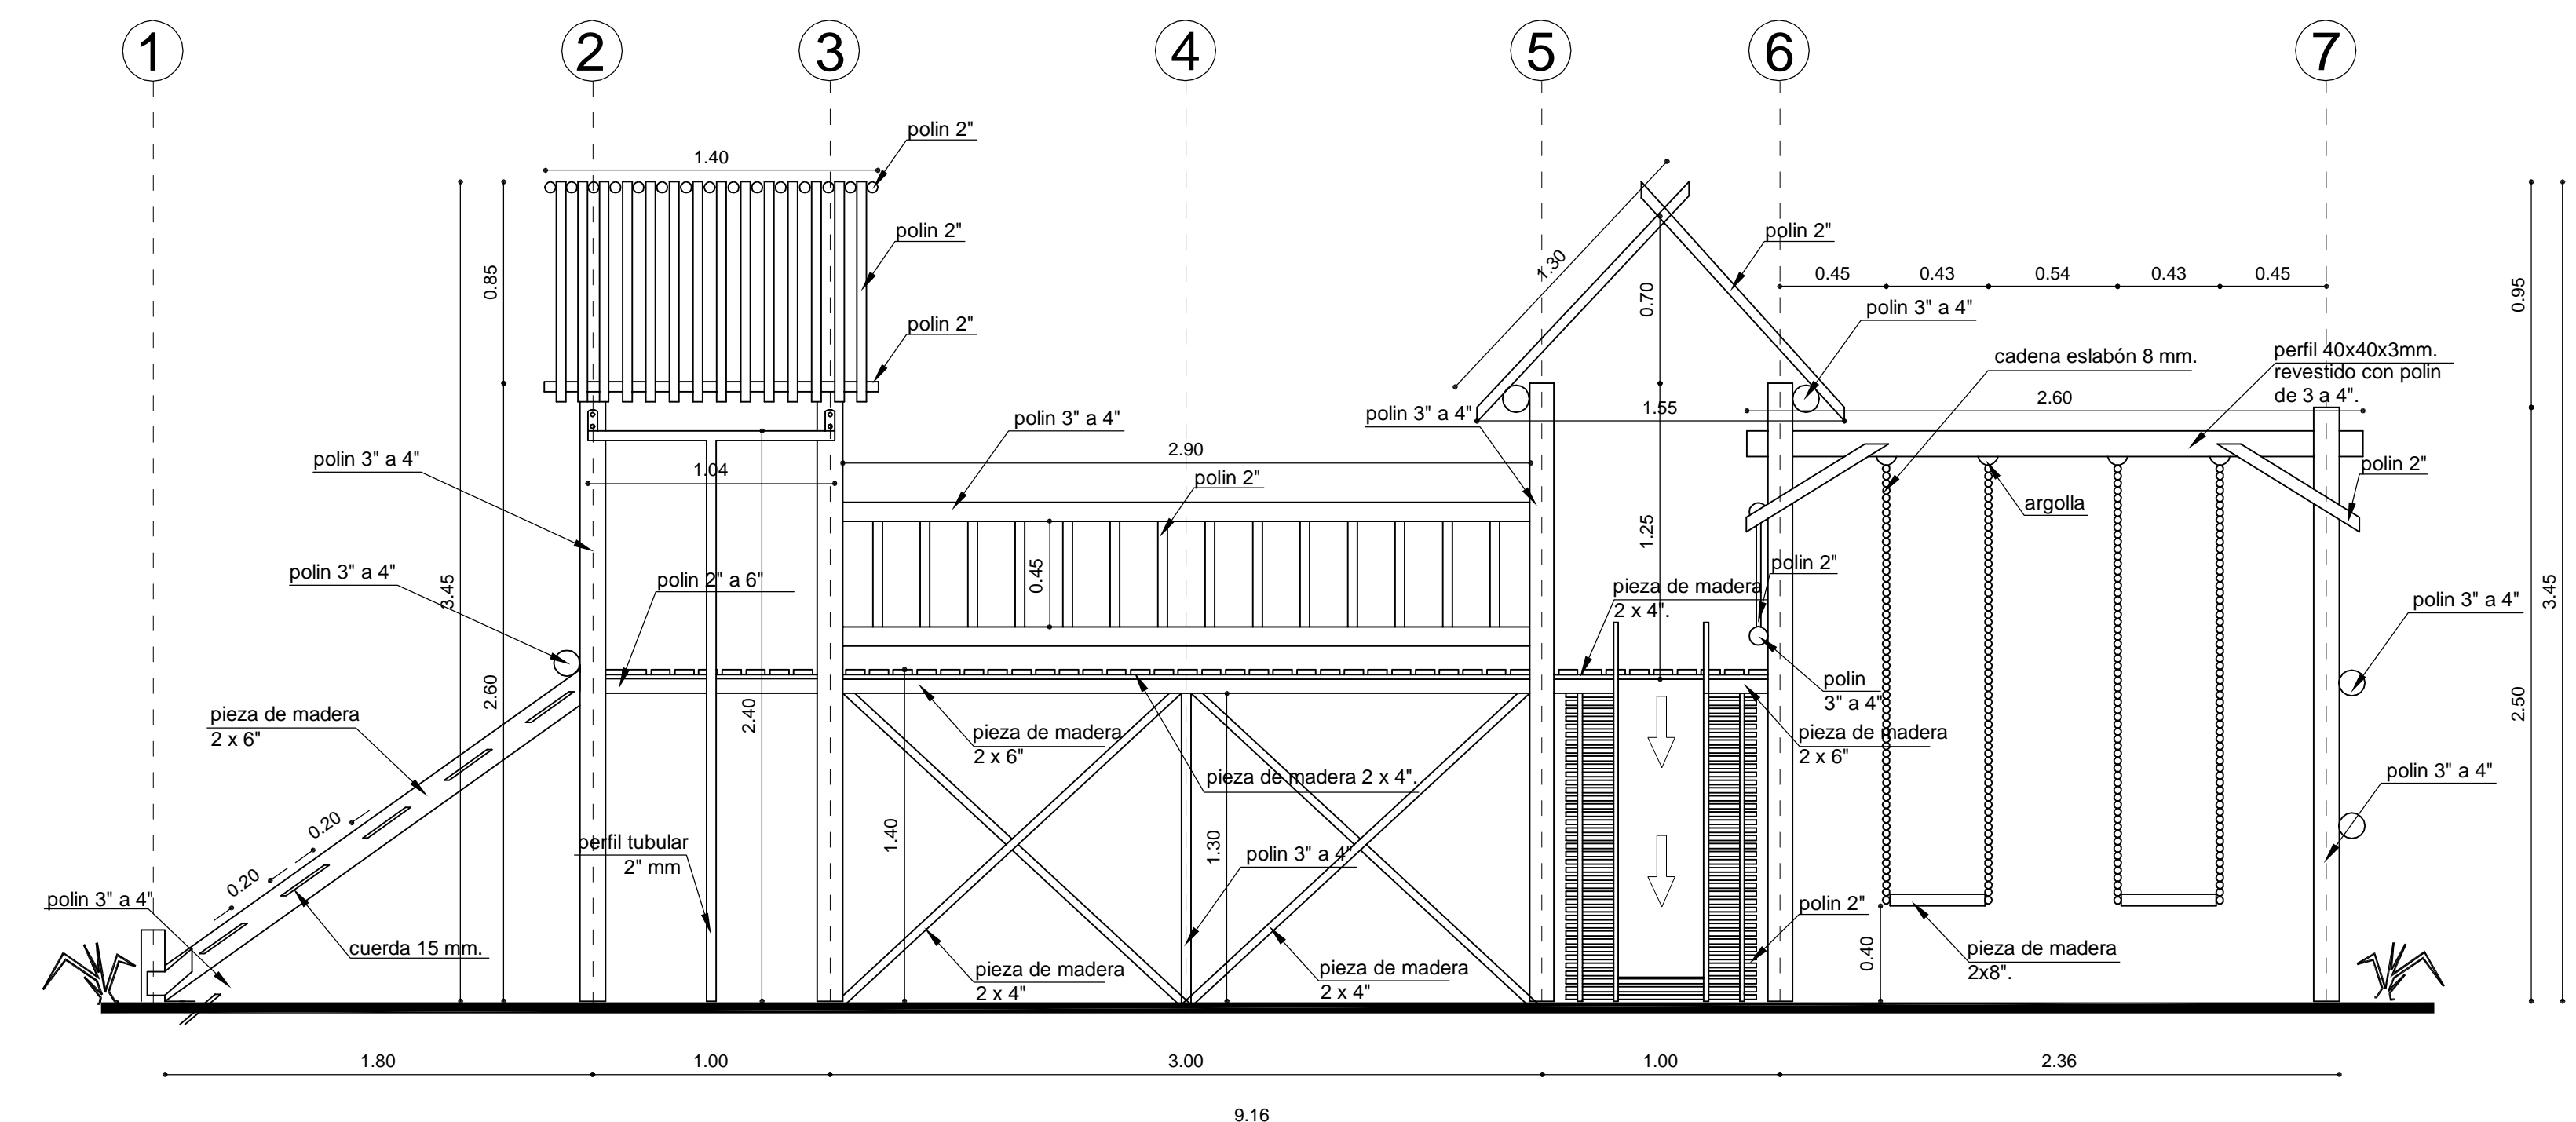 1 2 3 4 5 6 7
polin 2"
1.40
polin 2"
polin 2"
1.30
polin 2"
0.85
0.70
0.45 0.43 0.54 0.43 0.45
0.95
polin 3" a 4"
polin 2"
cadena eslabón 8 mm.
perfil 40x40x3mm.
revestido con polin
de 3 a 4".
2.60
1.55
polin 3" a 4"
polin 3" a 4"
2.90
polin 3" a 4"
1.04
polin 2"
polin 2"
argolla
1.25
polin 2"
polin 3" a 4"
3.45
polin 2" a 6"
0.45
pieza de madera
2 x 4".
polin 3" a 4"
3.45
2.60
2.40
polin
3" a 4"
2.50
pieza de madera
2 x 6"
pieza de madera
2 x 6"
pieza de madera
2 x 6"
pieza de madera 2 x 4".
polin 3" a 4"
0.20
0.20
perfil tubular
2" mm
1.40
1.30
polin 3" a 4"
polin 3" a 4"
polin 2"
cuerda 15 mm.
pieza de madera
2 x 4"
pieza de madera
2 x 4"
0.40
pieza de madera
2x8".
1.80 1.00 3.00 1.00 2.36
9.16